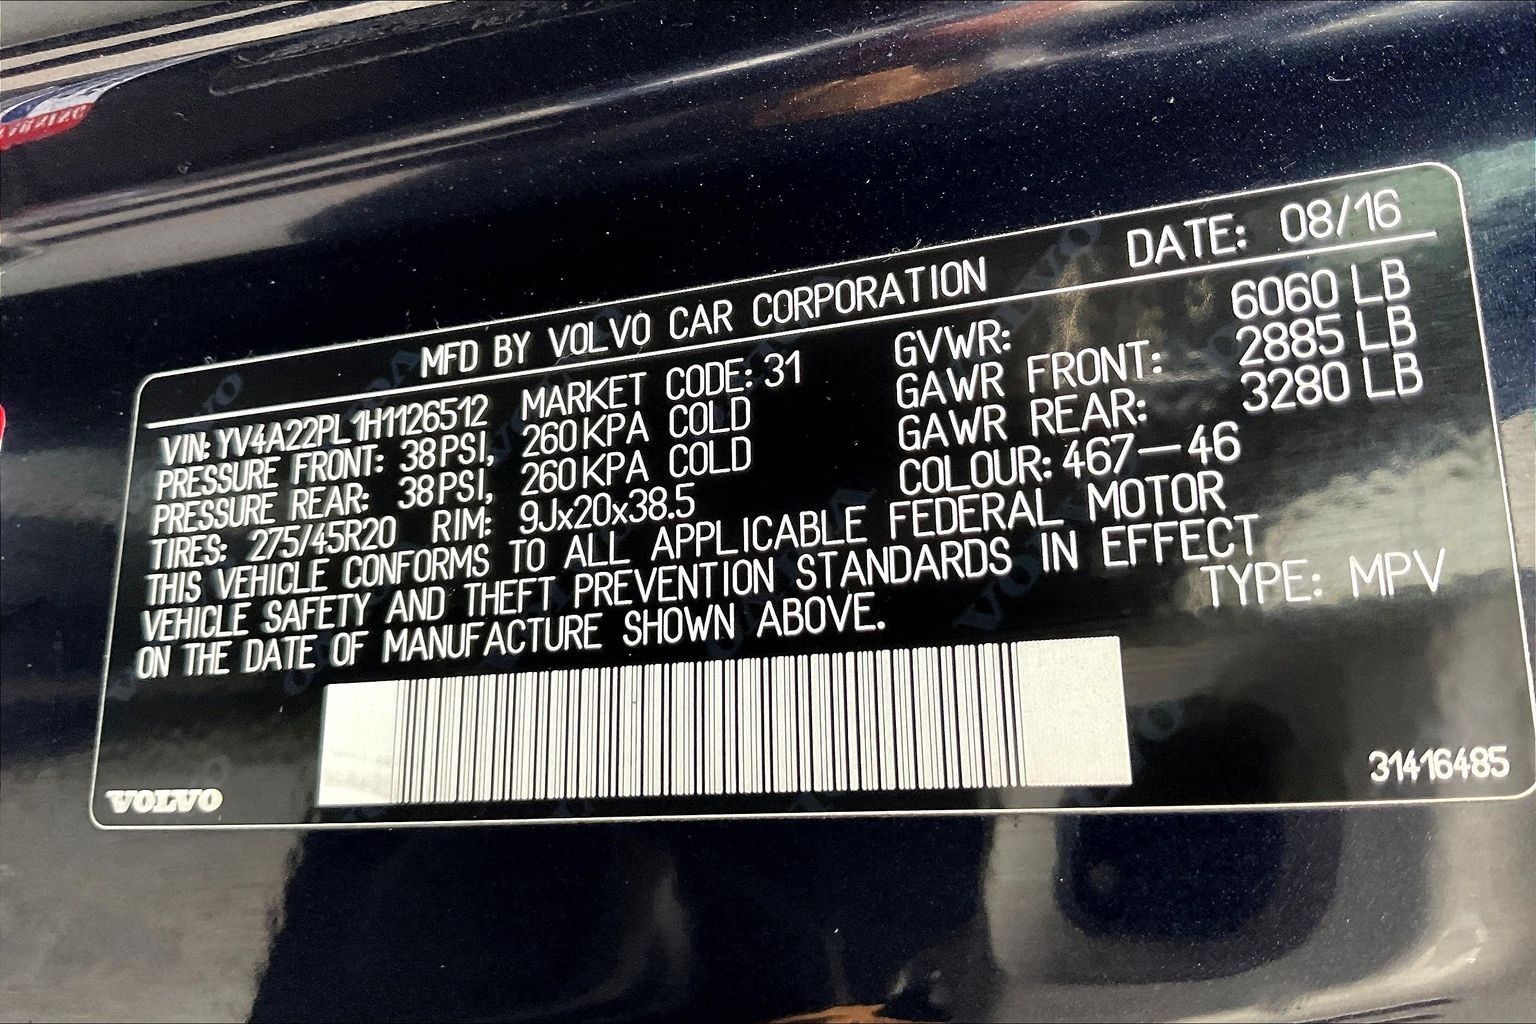 MFD BY VOLVO CAR CORPORATION DATE: 08/16
VIN: YV4A22PL1H1126512 MARKET CODE: 31 GVWR: 6060 LB
PRESSURE FRONT: 38PSI, 260KPA COLD GAWR FRONT: 2885 LB
PRESSURE REAR: 38PSI, 260KPA COLD GAWR REAR: 3280 LB
TIRES: 275/45R20 RIM: 9Jx20x38.5 COLOUR: 467-46
THIS VEHICLE CONFORMS TO ALL APPLICABLE FEDERAL MOTOR
VEHICLE SAFETY AND THEFT PREVENTION STANDARDS IN EFFECT
ON THE DATE OF MANUFACTURE SHOWN ABOVE. TYPE: MPV
VOLVO 31416485